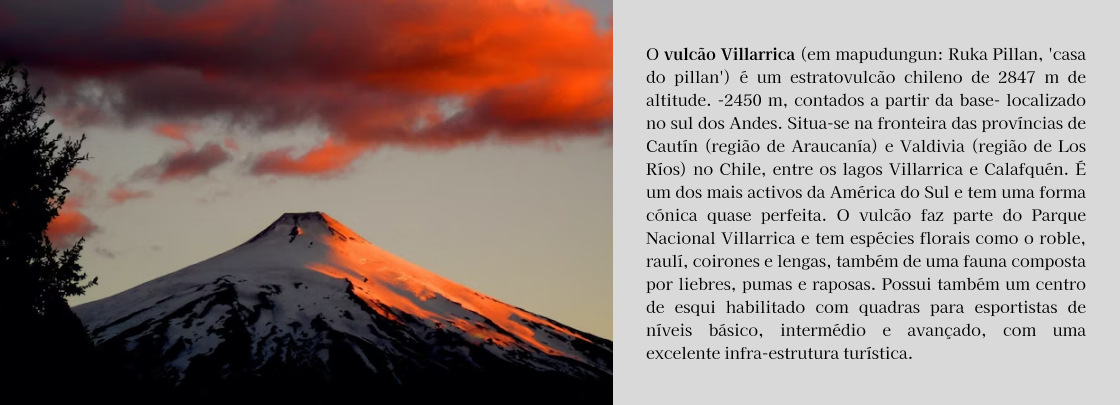 O vulcão Villarrica (em mapudungun: Ruka Pillan, 'casa
do pillan') é um estratovulcão chileno de 2847 m de
altitude. -2450 m, contados a partir da base- localizado
no sul dos Andes. Situa-se na fronteira das províncias de
Cautín (região de Araucanía) e Valdivia (região de Los
Ríos) no Chile, entre os lagos Villarrica e Calafquén. É
um dos mais activos da América do Sul e tem uma forma
cónica quase perfeita. O vulcão faz parte do Parque
Nacional Villarrica e tem espécies florais como o roble,
raulí, coirones e lengas, também de uma fauna composta
por liebres, pumas e raposas. Possui também um centro
de esqui habilitado com quadras para esportistas de
níveis básico, intermédio e avançado, com uma
excelente infra-estrutura turística.